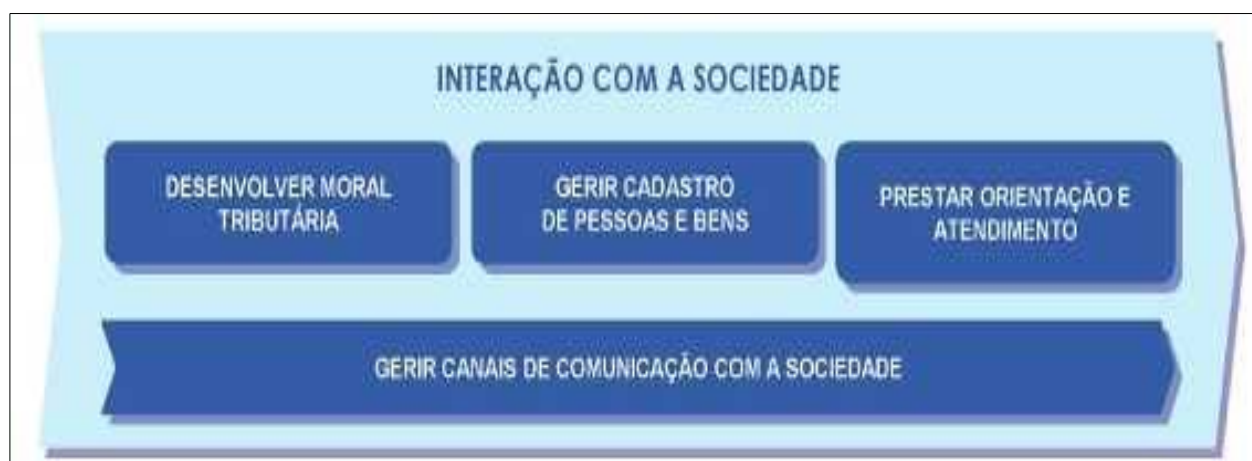 INTERAÇÃO COM A SOCIEDADE
DESENVOLVER MORAL
TRIBUTÁRIA
GERIR CADASTRO
DE PESSOAS E BENS
PRESTAR ORIENTAÇÃO E
ATENDIMENTO
GERIR CANAIS DE COMUNICAÇÃO COM A SOCIEDADE